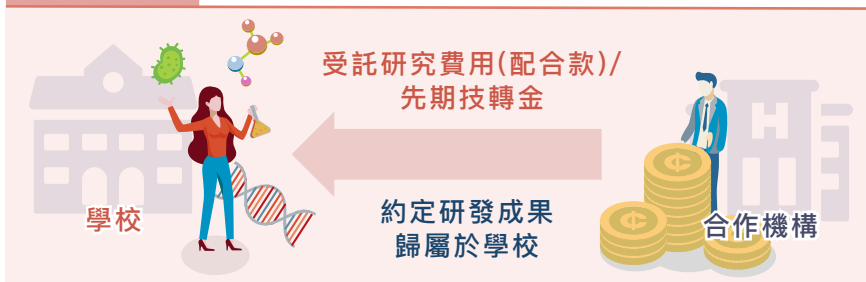 受託研究費用(配合款)/
先期技轉金
約定研發成果
歸屬於學校
學校
合作機構
H